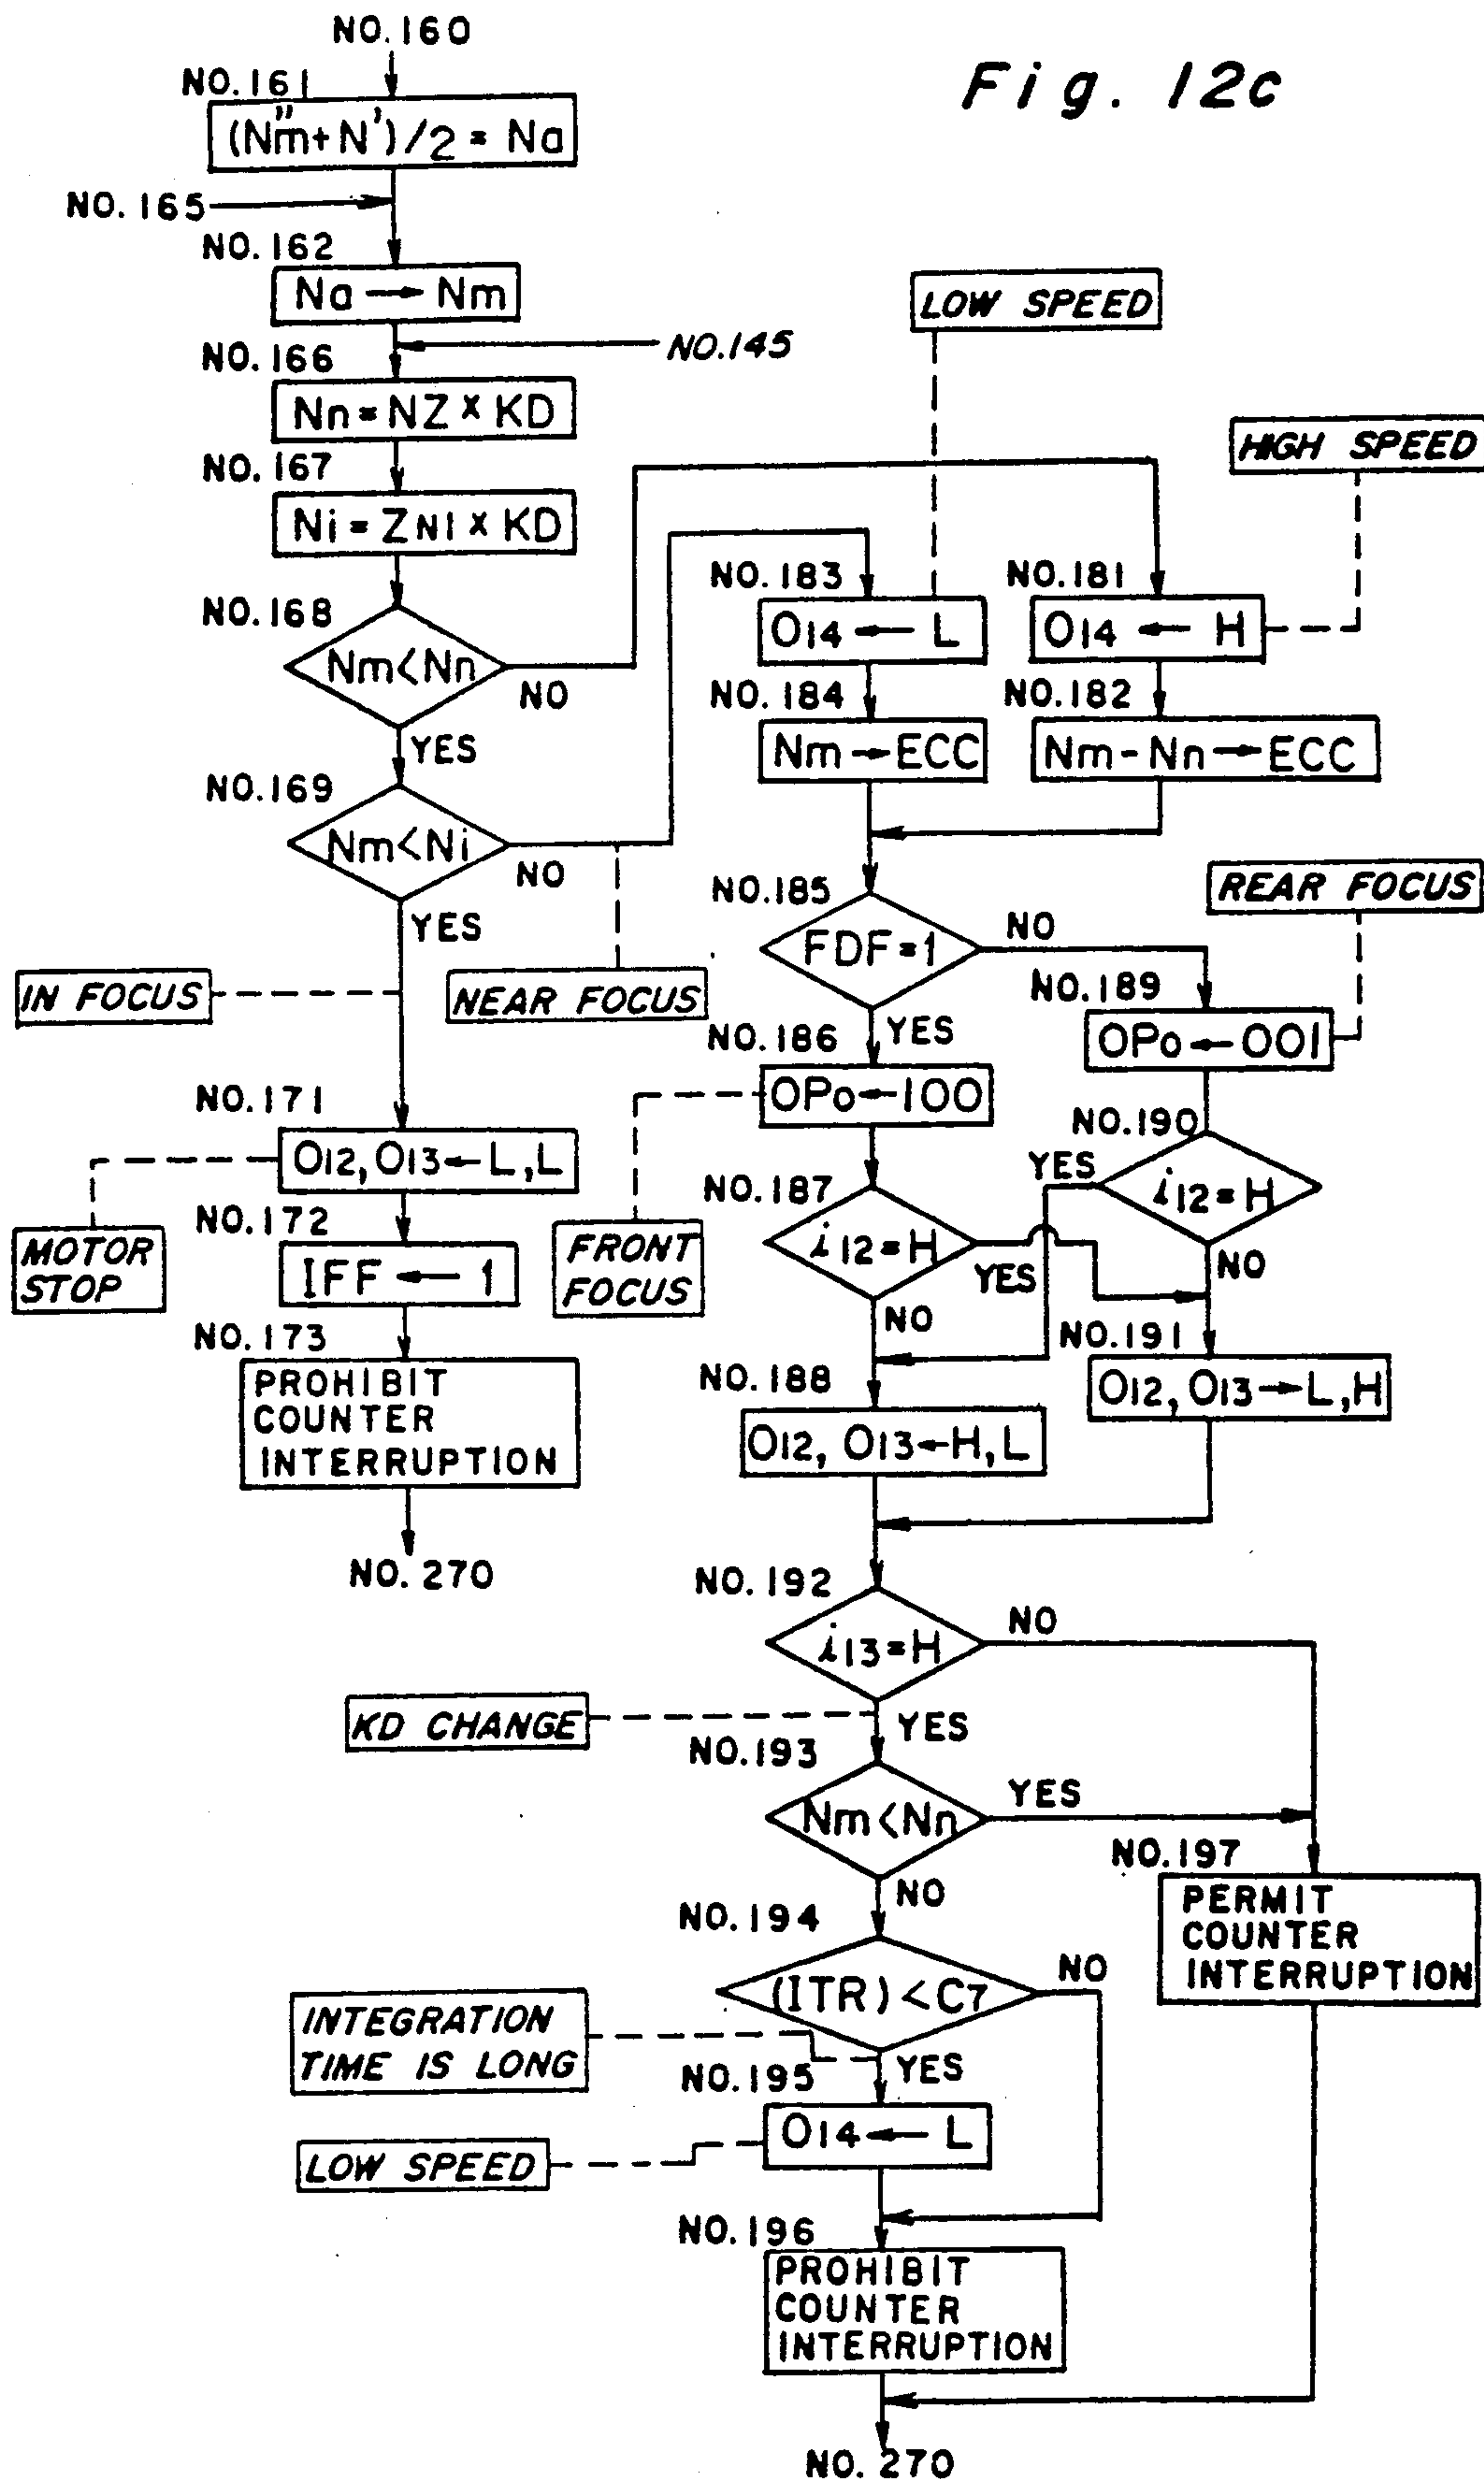 Fig. 12c
NO.160
NO.161
(Nm"+N')/2 = Na
NO.165
NO.162
Na → Nm
NO.145
NO.166
Nn = NZ × KD
NO.167
Ni = ZNI × KD
NO.168
Nm<Nn
NO
YES
NO.169
Nm<Ni
NO
YES
IN FOCUS
NEAR FOCUS
NO.171
O12, O13←L,L
MOTOR
STOP
NO.172
IFF ← 1
NO.173
PROHIBIT
COUNTER
INTERRUPTION
NO. 270
LOW SPEED
HIGH SPEED
NO.183
O14 ← L
NO.181
O14 ← H
NO. 184
Nm→ECC
NO.182
Nm-Nn→ECC
NO.185
FDF=1
NO
YES
REAR FOCUS
NO.189
OPo←001
NO.186
OPo←100
FRONT
FOCUS
NO.190
i12=H
YES
NO
NO.187
i12=H
YES
NO
NO.191
O12, O13→L,H
NO.188
O12, O13←H,L
NO.192
i13=H
NO
YES
KD CHANGE
NO.193
Nm<Nn
YES
NO
NO.197
PERMIT
COUNTER
INTERRUPTION
NO.194
(ITR)<C7
NO
YES
INTEGRATION
TIME IS LONG
NO.195
O14← L
LOW SPEED
NO.196
PROHIBIT
COUNTER
INTERRUPTION
NO. 270